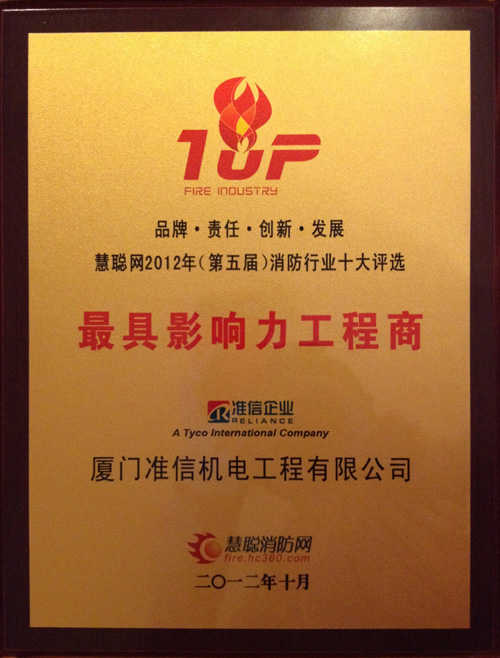 TOP
FIRE INDUSTRY
品牌·责任·创新·发展
慧聪网2012年(第五届)消防行业十大评选
最具影响力工程商
R 准信企业
RELIANCE
A Tyco International Company
厦门准信机电工程有限公司
慧聪消防网
fire.hc360.com
二〇一二年十月